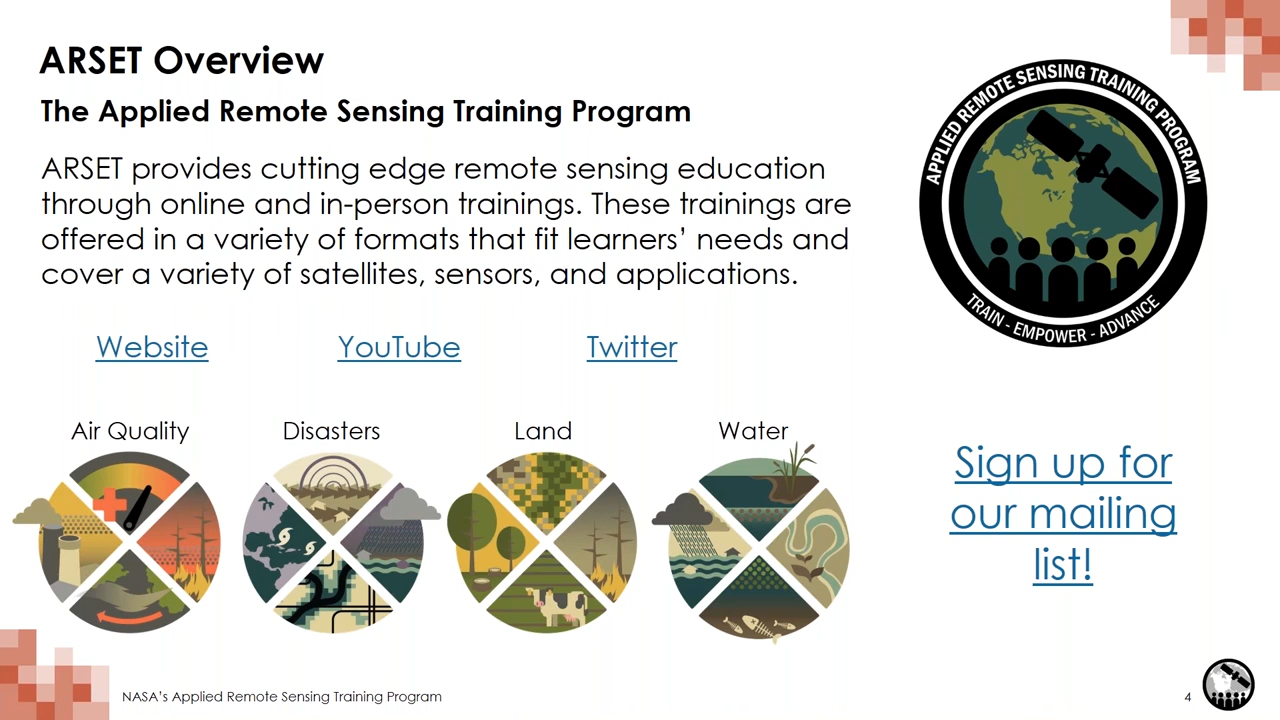 ARSET Overview
The Applied Remote Sensing Training Program
ARSET provides cutting edge remote sensing education
through online and in-person trainings. These trainings are
offered in a variety of formats that fit learners’ needs and
cover a variety of satellites, sensors, and applications.
Website
YouTube
Twitter
Air Quality
Disasters
Land
Water
APPLIED REMOTE SENSING TRAINING PROGRAM
TRAIN - EMPOWER - ADVANCE
Sign up for
our mailing
list!
NASA’s Applied Remote Sensing Training Program
4